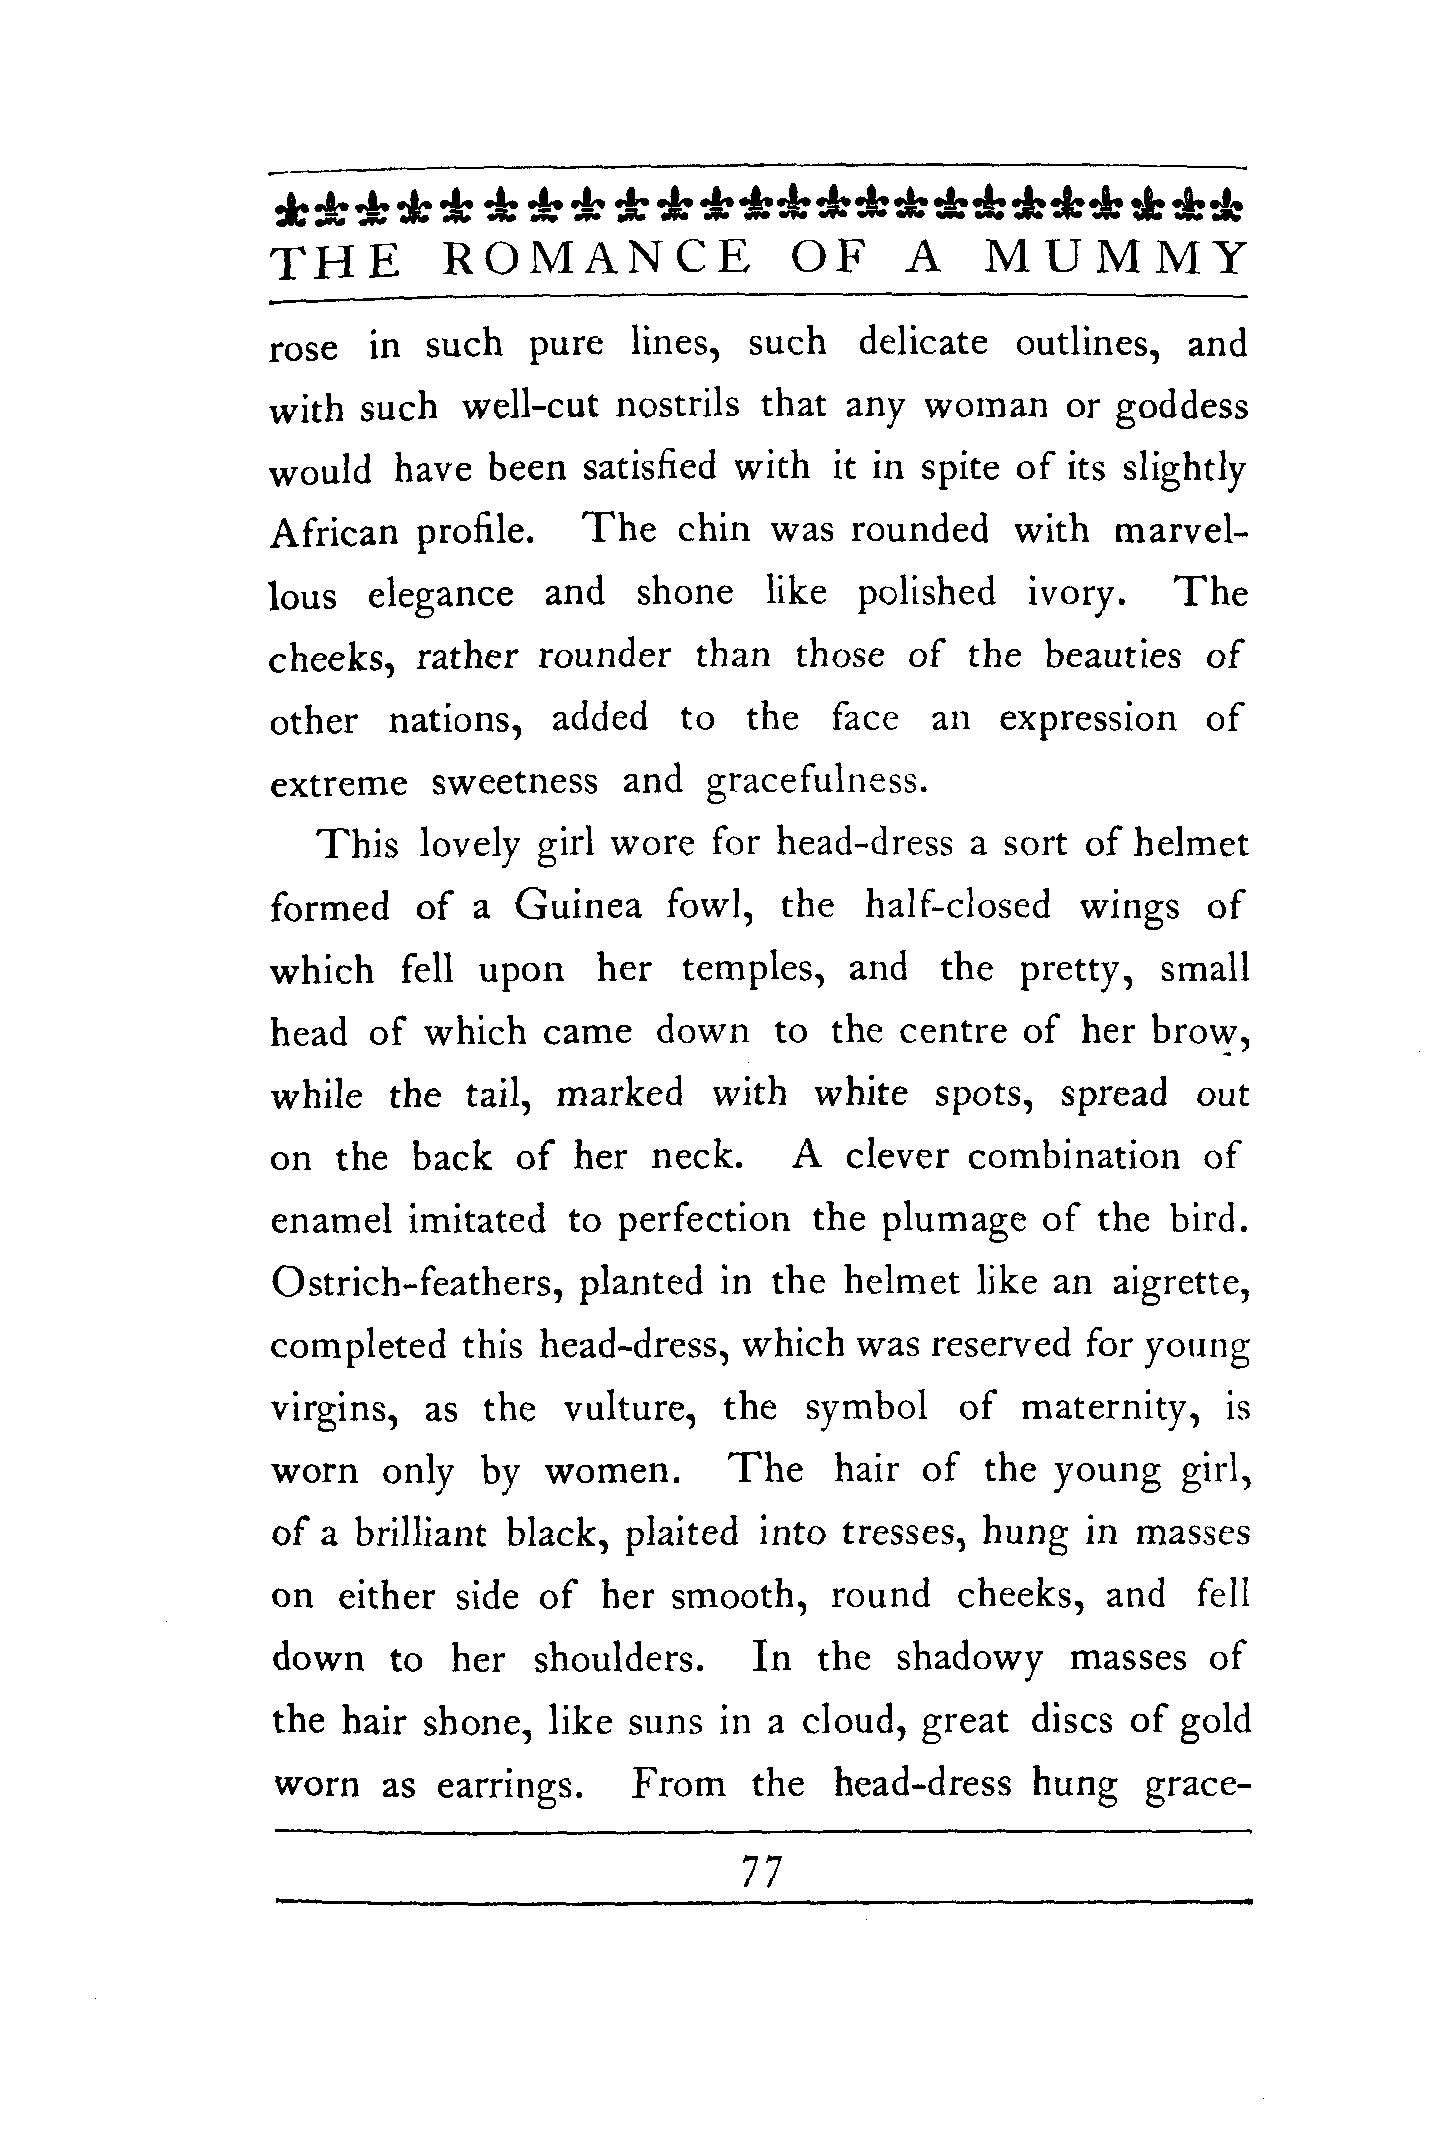 THE ROMANCE OF A MUMMY
rose in such pure lines, such delicate outlines, and
with such well-cut nostrils that any woman or goddess
would have been satisfied with it in spite of its slightly
African profile. The chin was rounded with marvel-
lous elegance and shone like polished ivory. The
cheeks, rather rounder than those of the beauties of
other nations, added to the face an expression of
extreme sweetness and gracefulness.
This lovely girl wore for head-dress a sort of helmet
formed of a Guinea fowl, the half-closed wings of
which fell upon her temples, and the pretty, small
head of which came down to the centre of her brow,
while the tail, marked with white spots, spread out
on the back of her neck. A clever combination of
enamel imitated to perfection the plumage of the bird.
Ostrich-feathers, planted in the helmet like an aigrette,
completed this head-dress, which was reserved for young
virgins, as the vulture, the symbol of maternity, is
worn only by women. The hair of the young girl,
of a brilliant black, plaited into tresses, hung in masses
on either side of her smooth, round cheeks, and fell
down to her shoulders. In the shadowy masses of
the hair shone, like suns in a cloud, great discs of gold
worn as earrings. From the head-dress hung grace-
77